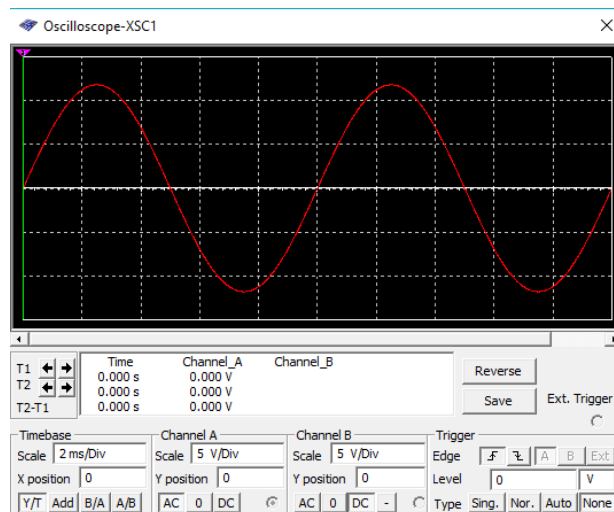 Oscilloscope-XSC1
T1
T2
T2-T1
Time Channel_A Channel_B
0.000 s 0.000 V
0.000 s 0.000 V
0.000 s 0.000 V
Reverse
Save
Ext. Trigger
Timebase
Scale 2 ms/Div
X position 0
Y/T Add B/A A/B
Channel A
Scale 5 V/Div
Y position 0
AC 0 DC
Channel B
Scale 5 V/Div
Y position 0
AC 0 DC -
Trigger
Edge A B Ext
Level 0 V
Type Sing. Nor. Auto None